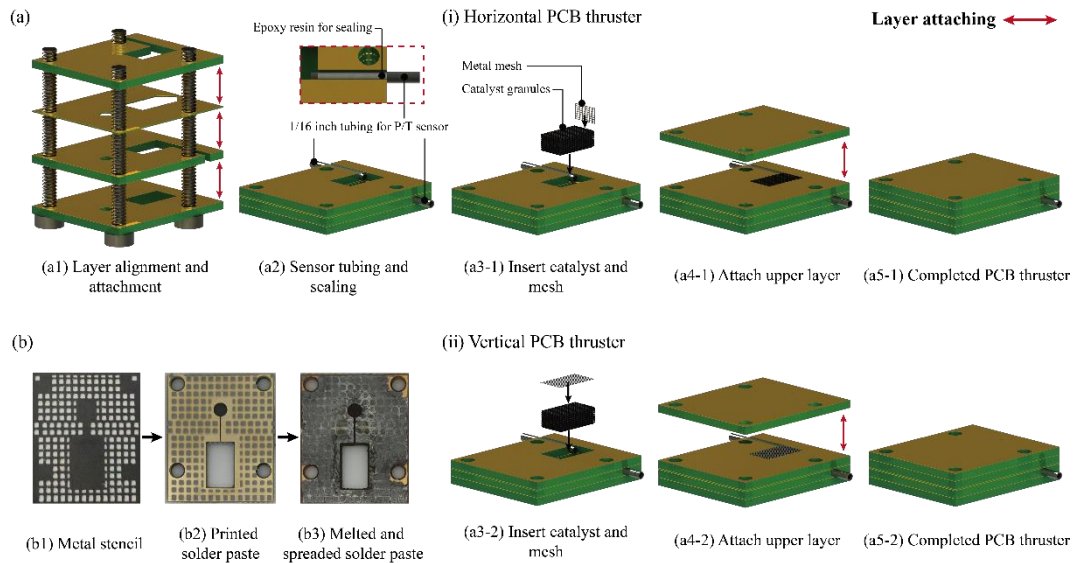 (a)
(i) Horizontal PCB thruster
Layer attaching
Epoxy resin for sealing
Metal mesh
Catalyst granules
1/16 inch tubing for P/T sensor
(a1) Layer alignment and
attachment
(a2) Sensor tubing and
sealing
(a3-1) Insert catalyst and
mesh
(a4-1) Attach upper layer
(a5-1) Completed PCB thruster
(b)
(ii) Vertical PCB thruster
(b1) Metal stencil
(b2) Printed
solder paste
(b3) Melted and
spreaded solder paste
(a3-2) Insert catalyst and
mesh
(a4-2) Attach upper layer
(a5-2) Completed PCB thruster